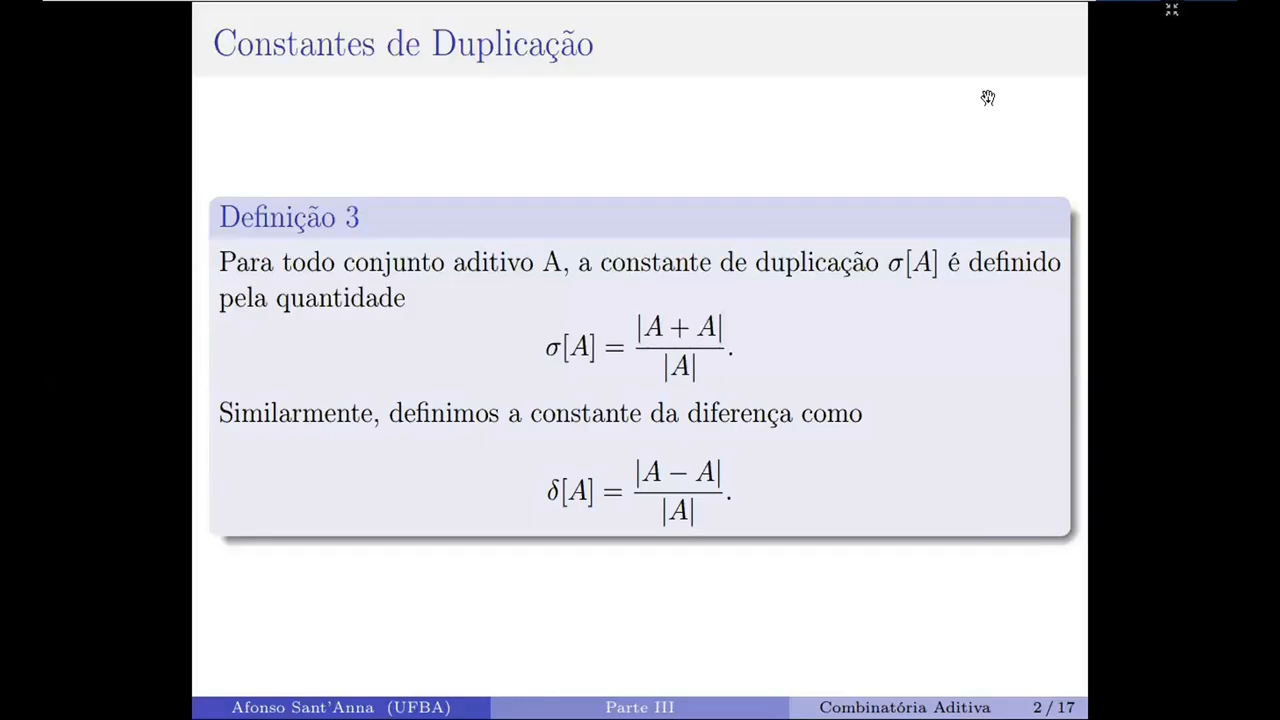 Constantes de Duplicação
Definição 3
Para todo conjunto aditivo A, a constante de duplicação σ[A] é definido
pela quantidade
σ[A] = |A + A| / |A|.
Similarmente, definimos a constante da diferença como
δ[A] = |A − A| / |A|.
Afonso Sant'Anna (UFBA) Parte III Combinatória Aditiva 2 / 17